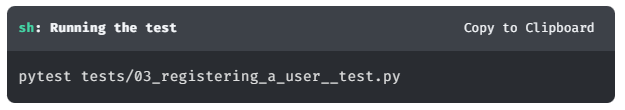 sh: Running the test
Copy to Clipboard
pytest tests/03_registering_a_user__test.py